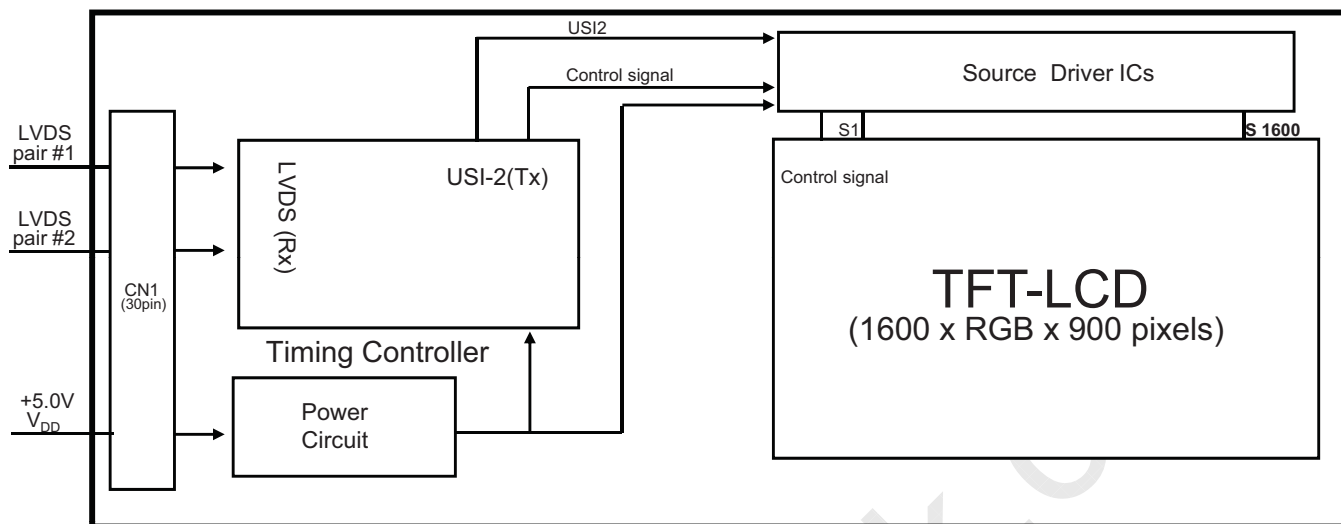 USI2
Control signal
Source Driver ICs
S1
S 1600
LVDS
pair #1
LVDS
pair #2
CN1
(30pin)
LVDS (Rx)
USI-2(Tx)
Timing Controller
Control signal
TFT-LCD
(1600 x RGB x 900 pixels)
+5.0V
VDD
Power
Circuit